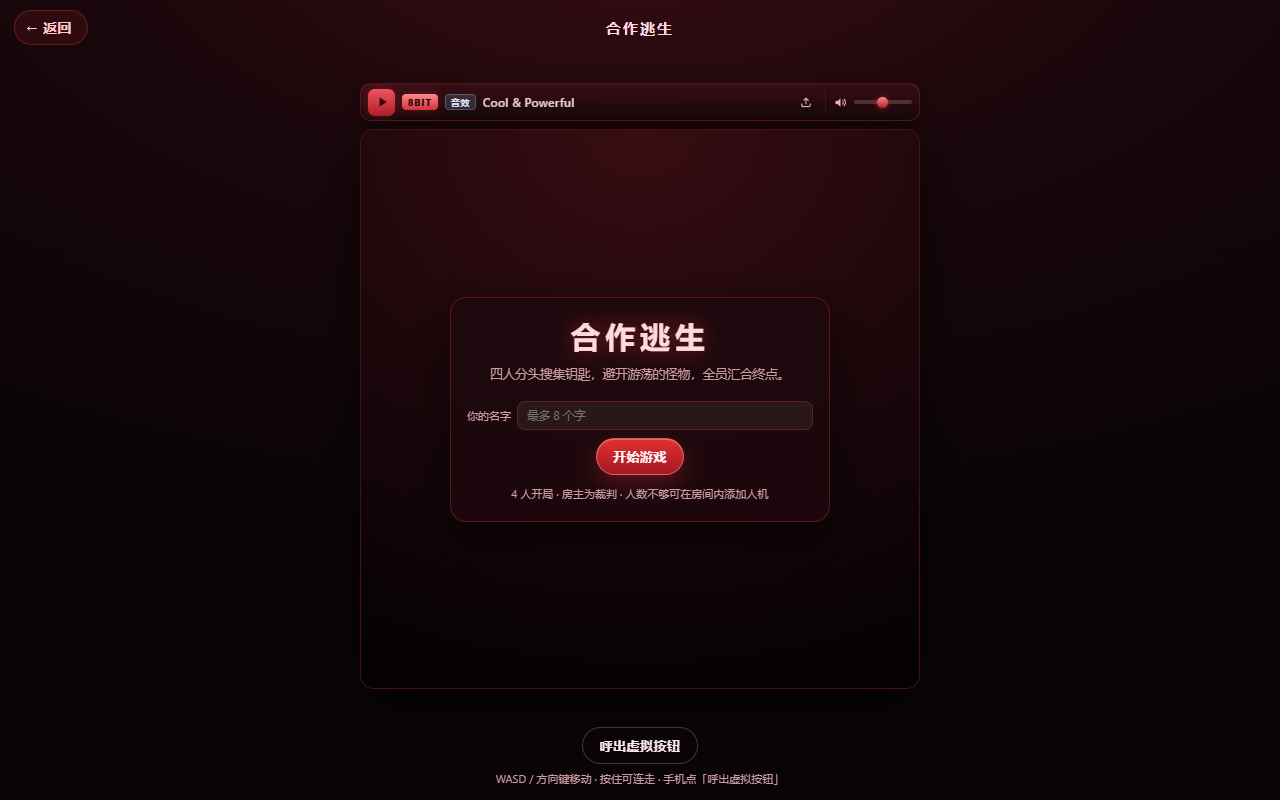 ← 返回
合作逃生
8BIT 音效 Cool & Powerful
合作逃生
四人分头搜集钥匙，避开游荡的怪物，全员汇合终点。
你的名字 最多 8 个字
开始游戏
4 人开局 · 房主为裁判 · 人数不够可在房间内添加人机
呼出虚拟按钮
WASD / 方向键移动 · 按住可连走 · 手机点「呼出虚拟按钮」